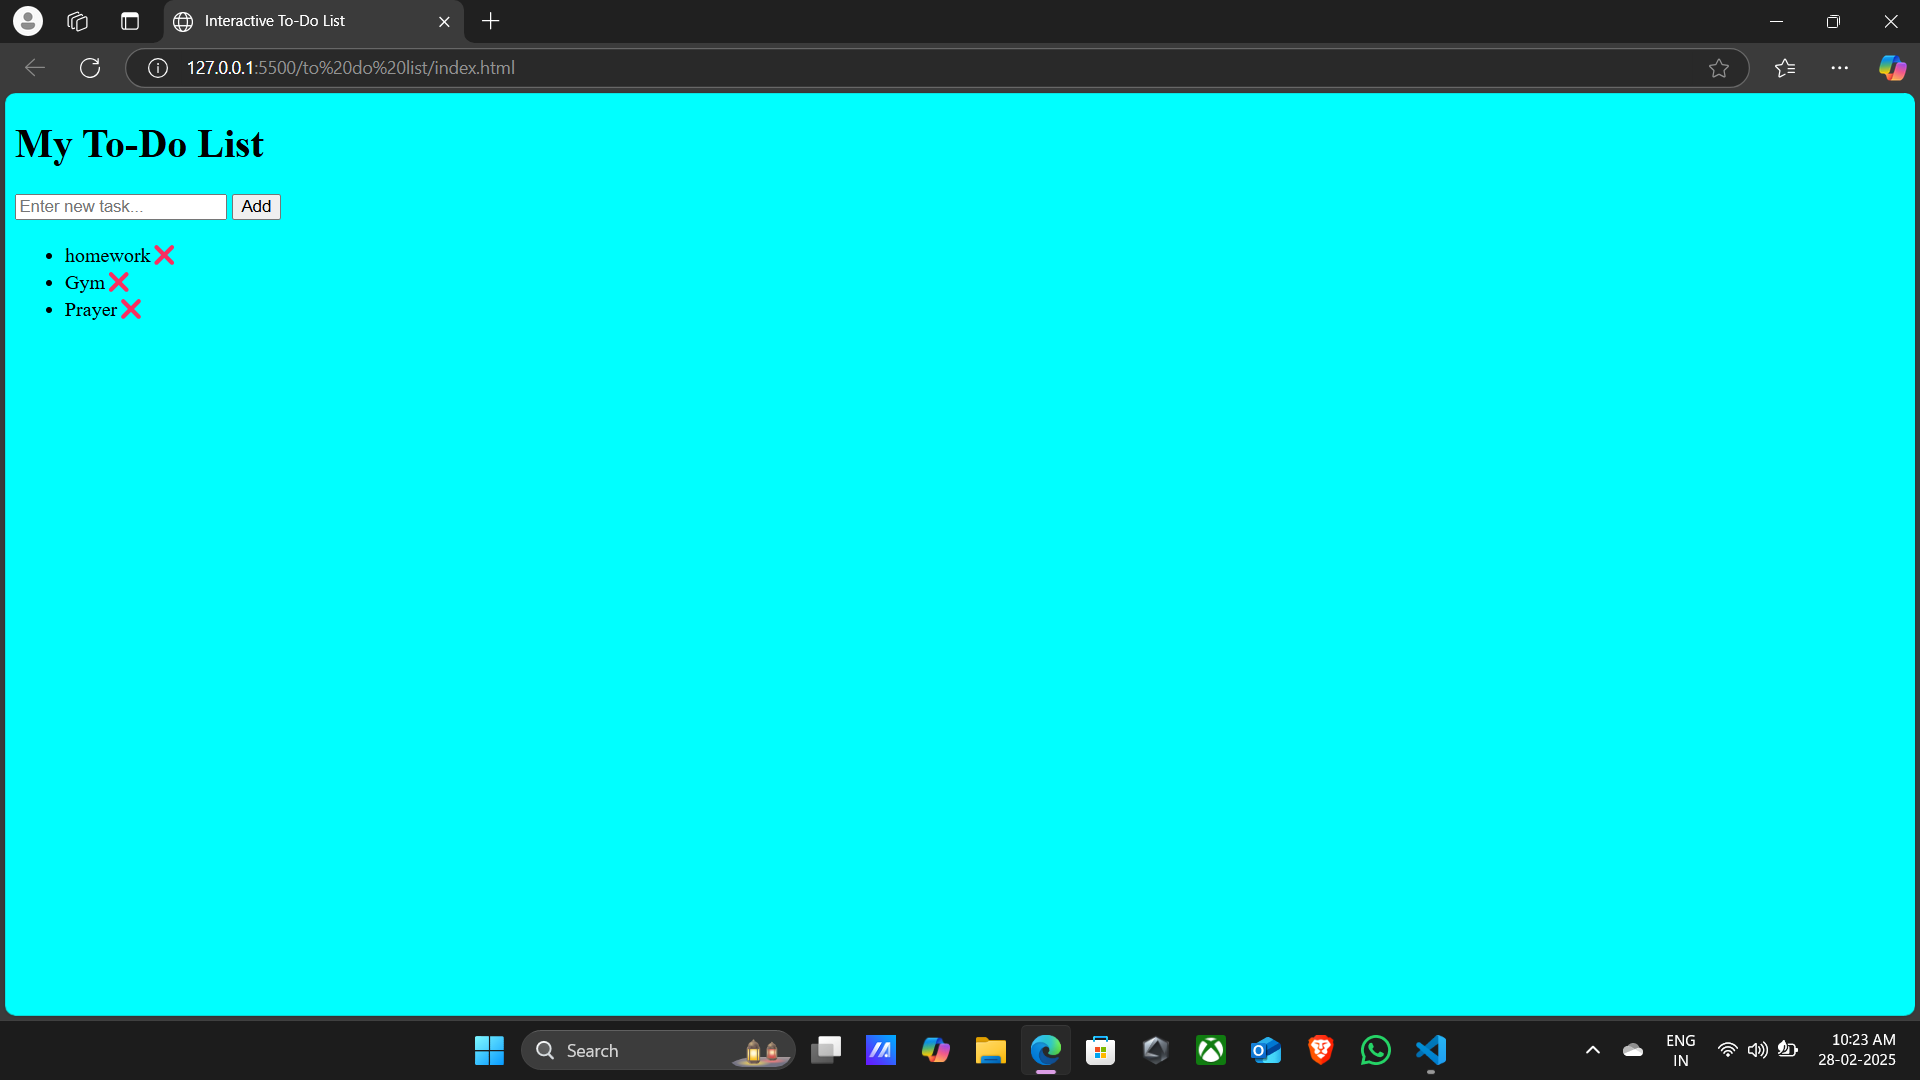 Interactive To-Do List
127.0.0.1:5500/to%20do%20list/index.html
My To-Do List
Enter new task... Add
homework❌
Gym❌
Prayer❌
Search
ENG
IN
10:23 AM
28-02-2025